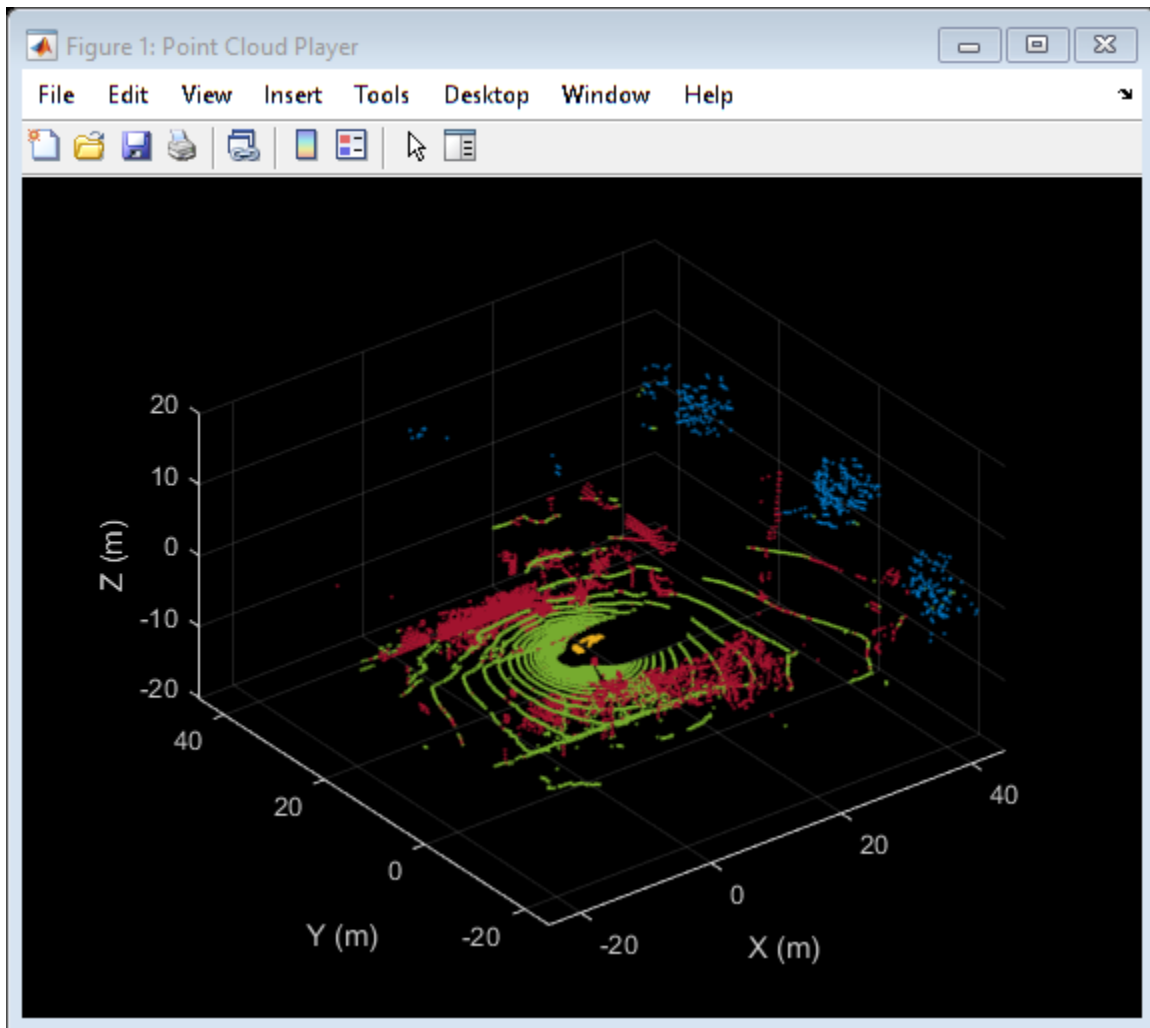 Figure 1: Point Cloud Player
File Edit View Insert Tools Desktop Window Help
20
10
0
-10
-20
Z (m)
40
20
0
-20
Y (m)
-20
0
20
40
X (m)